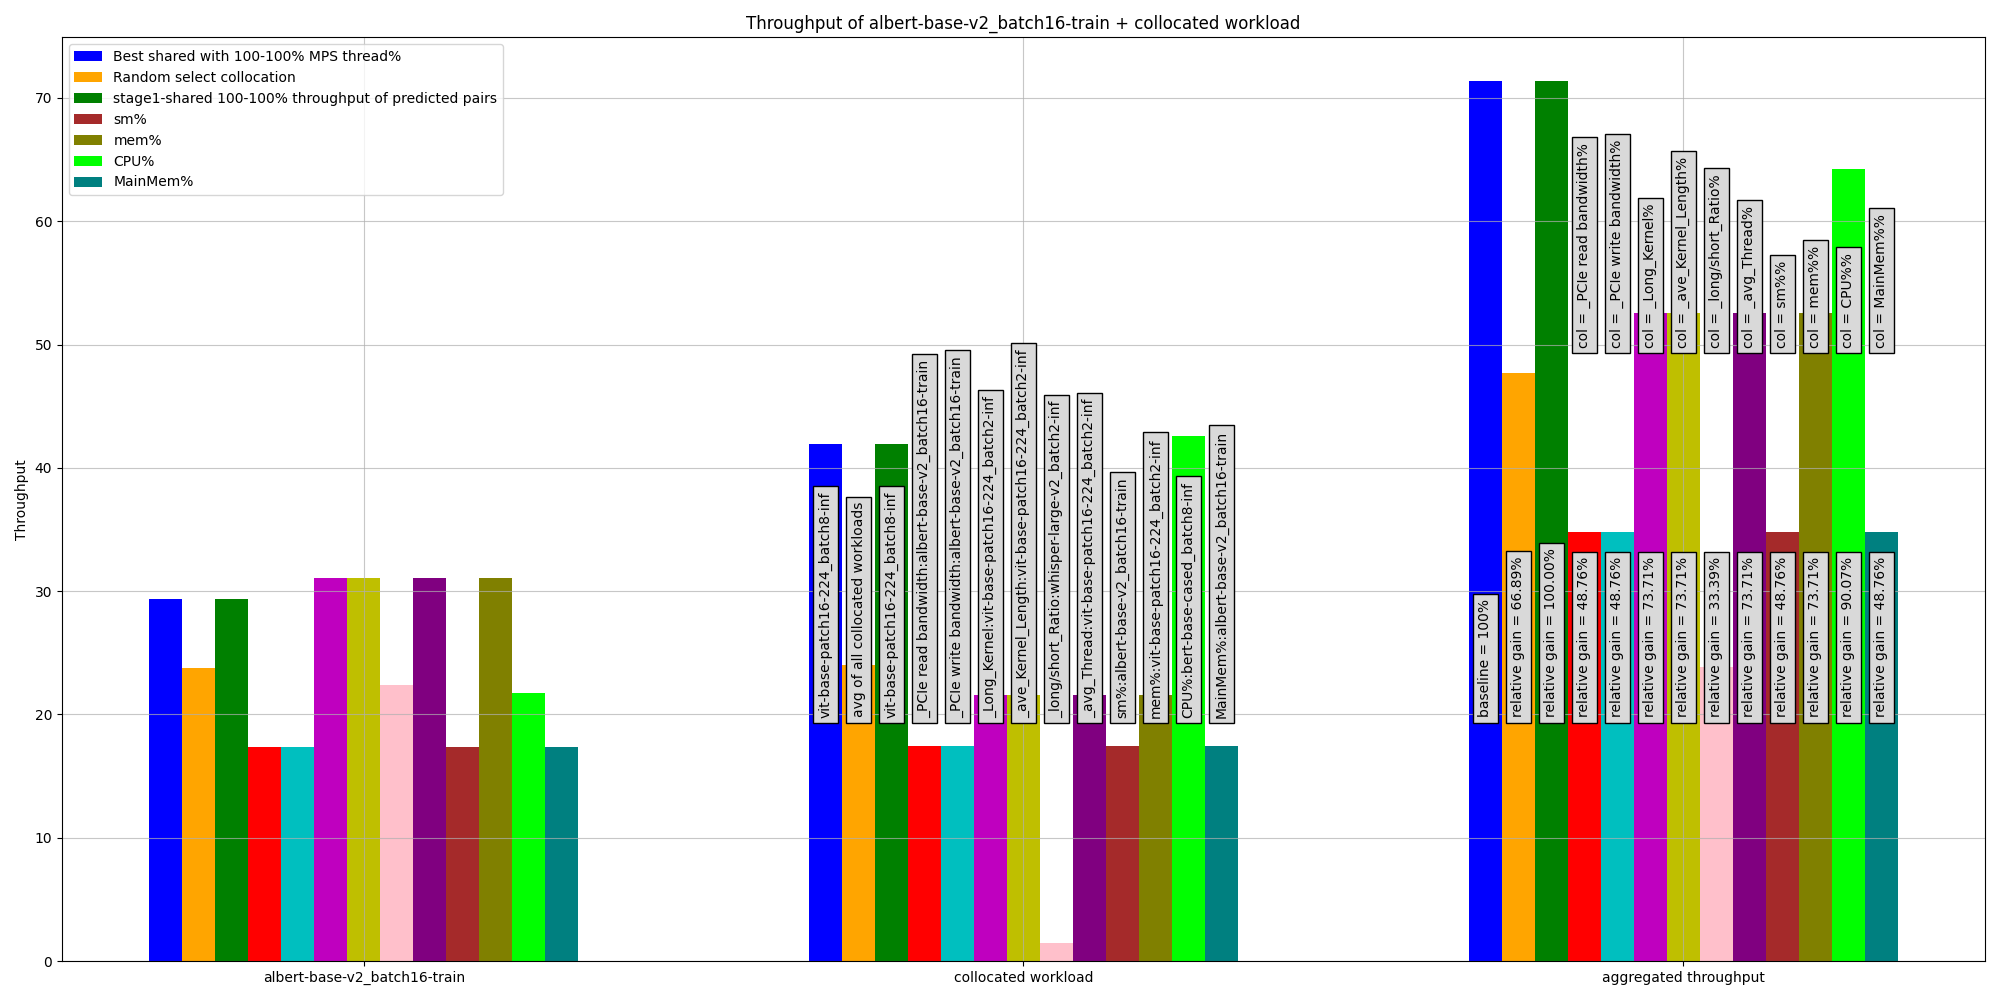 Throughput of albert-base-v2_batch16-train + collocated workload
Best shared with 100-100% MPS thread%
Random select collocation
stage1-shared 100-100% throughput of predicted pairs
sm%
mem%
CPU%
MainMem%
Throughput
70
60
50
40
30
20
10
0
vit-base-patch16-224_batch8-inf
avg of all collocated workloads
vit-base-patch16-224_batch8-inf
_PCIe read bandwidth:albert-base-v2_batch16-train
_PCIe write bandwidth:albert-base-v2_batch16-train
_Long_Kernel:vit-base-patch16-224_batch2-inf
_ave_Kernel_Length:vit-base-patch16-224_batch2-inf
_long/short_Ratio:whisper-large-v2_batch2-inf
_avg_Thread:vit-base-patch16-224_batch2-inf
sm%:albert-base-v2_batch16-train
mem%:vit-base-patch16-224_batch2-inf
CPU%:bert-base-cased_batch8-inf
MainMem%:albert-base-v2_batch16-train
col = _PCIe read bandwidth%
col = _PCIe write bandwidth%
col = _Long_Kernel%
col = _ave_Kernel_Length%
col = _long/short_Ratio%
col = _avg_Thread%
col = sm%%
col = mem%%
col = CPU%%
col = MainMem%%
baseline = 100%
relative gain = 66.89%
relative gain = 100.00%
relative gain = 48.76%
relative gain = 48.76%
relative gain = 73.71%
relative gain = 73.71%
relative gain = 33.39%
relative gain = 73.71%
relative gain = 48.76%
relative gain = 73.71%
relative gain = 90.07%
relative gain = 48.76%
albert-base-v2_batch16-train
collocated workload
aggregated throughput